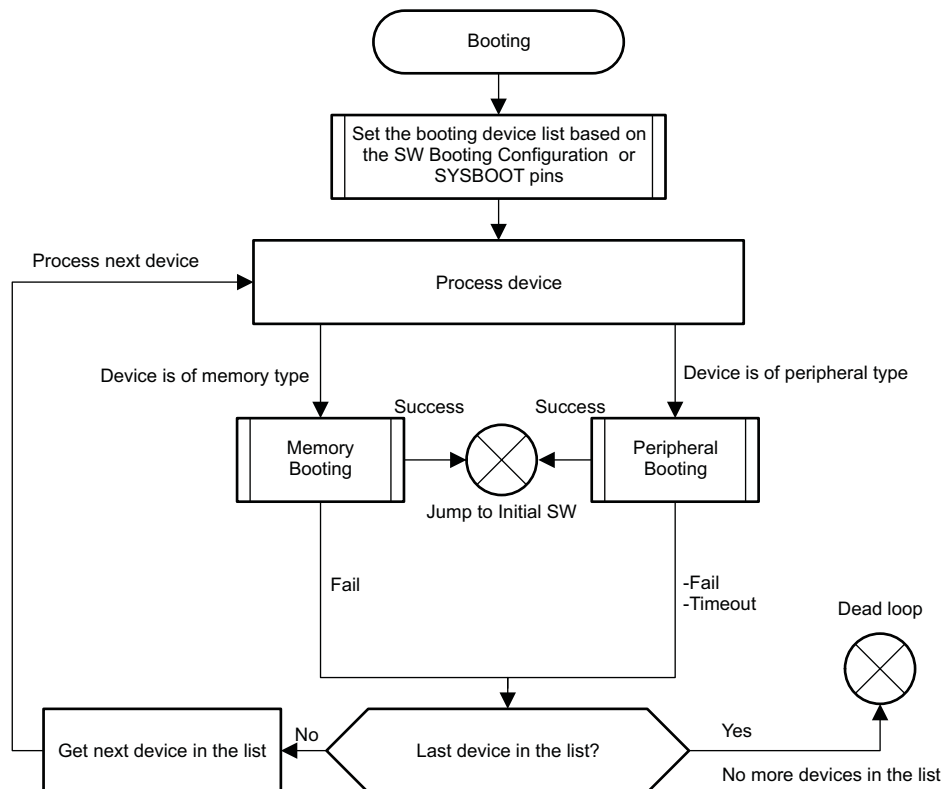 Booting
Set the booting device list based on
the SW Booting Configuration or
SYSBOOT pins
Process next device
Process device
Device is of memory type
Device is of peripheral type
Success
Success
Memory
Booting
Peripheral
Booting
Jump to Initial SW
Fail
-Fail
-Timeout
Dead loop
Get next device in the list
No
Last device in the list?
Yes
No more devices in the list